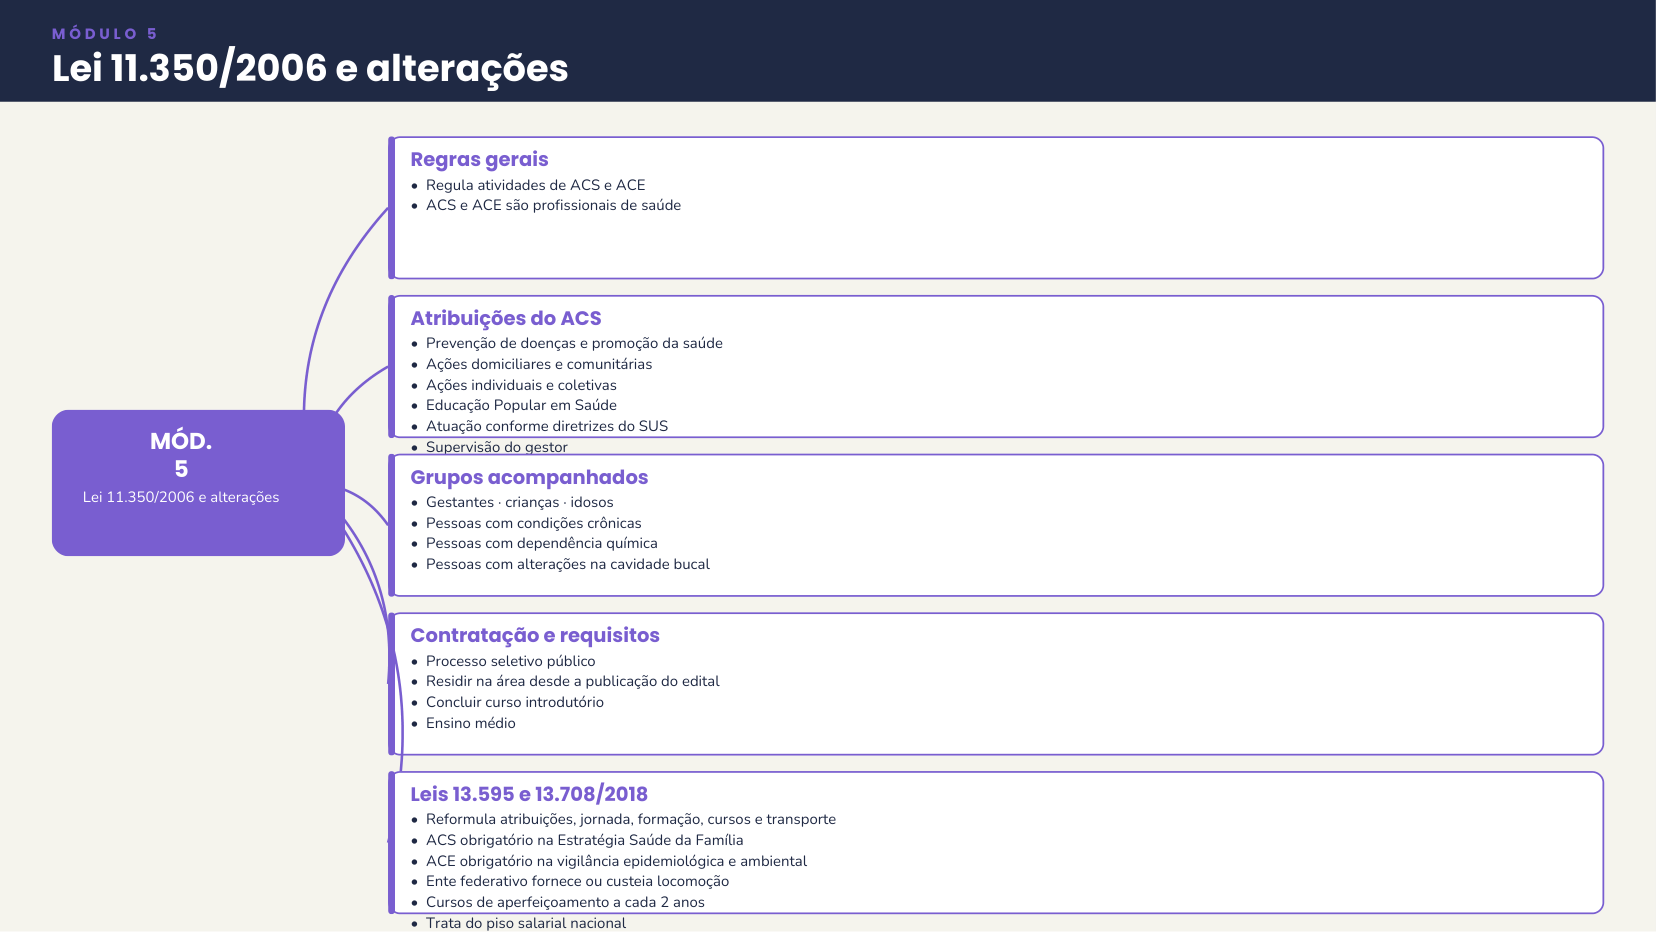 MÓDULO 5
Lei 11.350/2006 e alterações
Regras gerais
• Regula atividades de ACS e ACE
• ACS e ACE são profissionais de saúde
Atribuições do ACS
• Prevenção de doenças e promoção da saúde
• Ações domiciliares e comunitárias
• Ações individuais e coletivas
• Educação Popular em Saúde
• Atuação conforme diretrizes do SUS
• Supervisão do gestor
MÓD.
5
Lei 11.350/2006 e alterações
Grupos acompanhados
• Gestantes · crianças · idosos
• Pessoas com condições crônicas
• Pessoas com dependência química
• Pessoas com alterações na cavidade bucal
Contratação e requisitos
• Processo seletivo público
• Residir na área desde a publicação do edital
• Concluir curso introdutório
• Ensino médio
Leis 13.595 e 13.708/2018
• Reformula atribuições, jornada, formação, cursos e transporte
• ACS obrigatório na Estratégia Saúde da Família
• ACE obrigatório na vigilância epidemiológica e ambiental
• Ente federativo fornece ou custeia locomoção
• Cursos de aperfeiçoamento a cada 2 anos
• Trata do piso salarial nacional